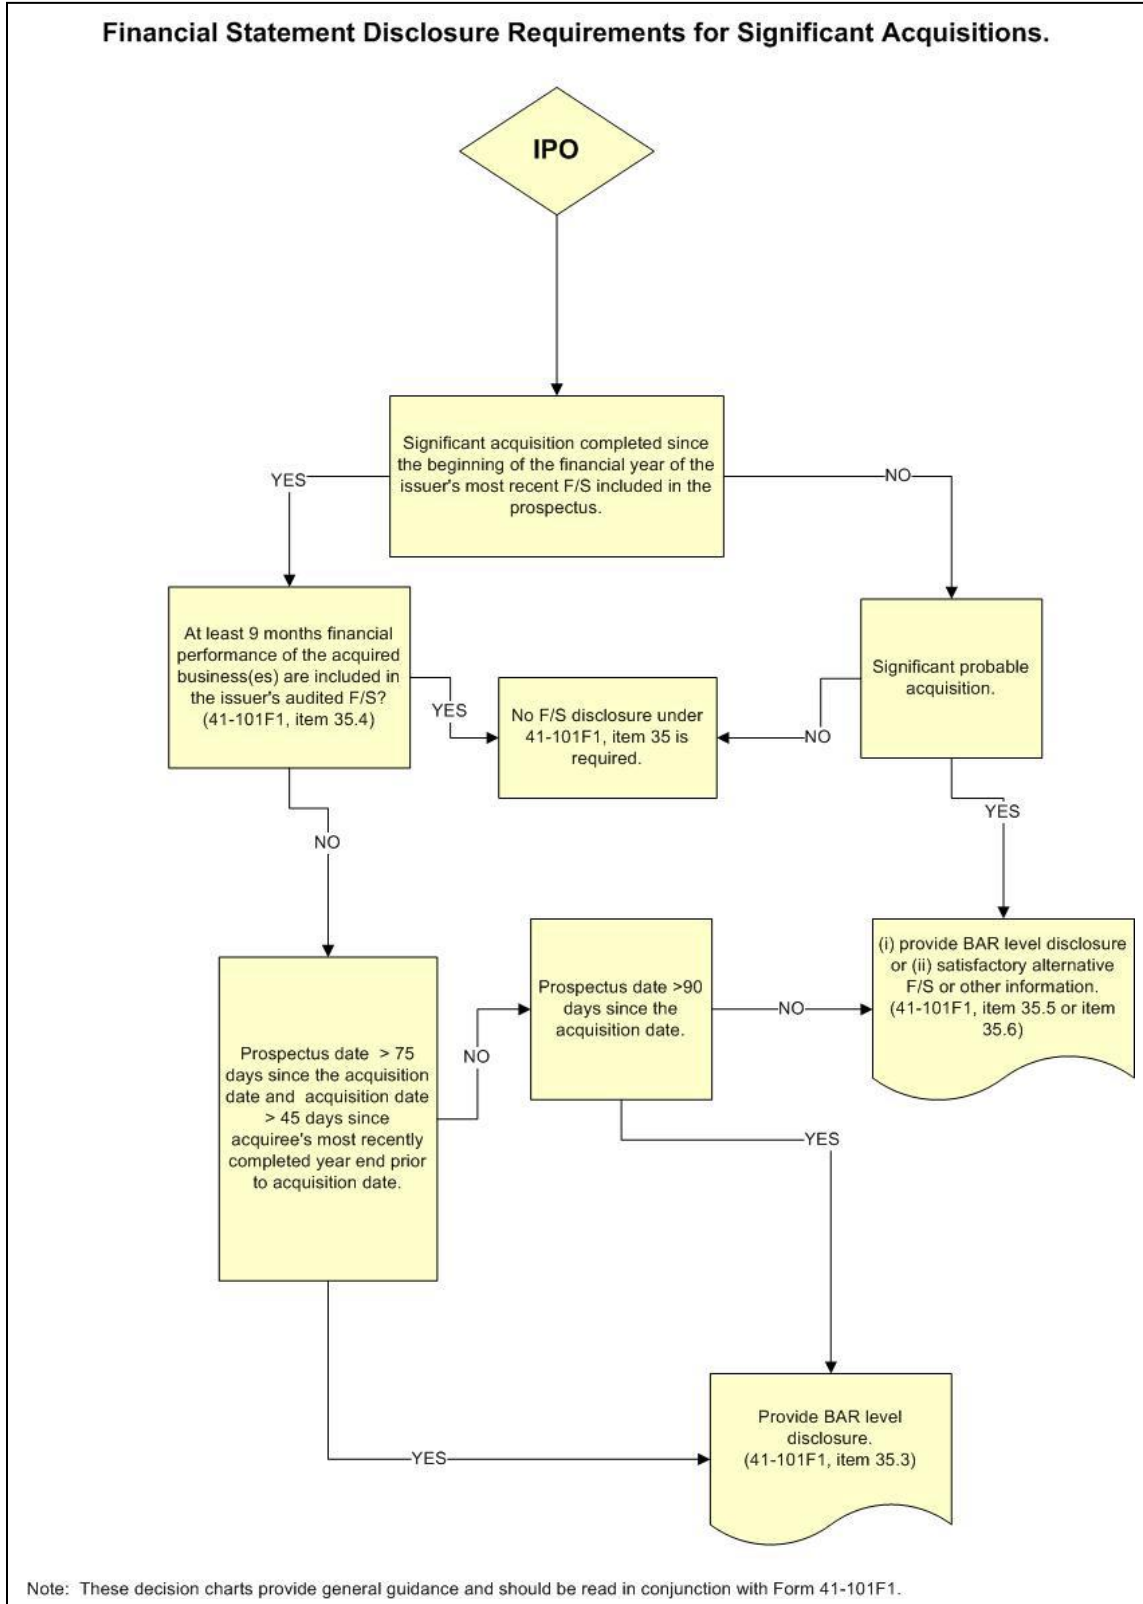 Financial Statement Disclosure Requirements for Significant Acquisitions.
IPO
Significant acquisition completed since
the beginning of the financial year of the
issuer's most recent F/S included in the
prospectus.
YES
NO
At least 9 months financial
performance of the acquired
business(es) are included in
the issuer's audited F/S?
(41-101F1, item 35.4)
YES
No F/S disclosure under
41-101F1, item 35 is
required.
NO
Significant probable
acquisition.
YES
NO
Prospectus date > 75
days since the acquisition
date and acquisition date
> 45 days since
acquiree's most recently
completed year end prior
to acquisition date.
NO
Prospectus date >90
days since the
acquisition date.
NO
(i) provide BAR level disclosure
or (ii) satisfactory alternative
F/S or other information.
(41-101F1, item 35.5 or item
35.6)
YES
YES
Provide BAR level
disclosure.
(41-101F1, item 35.3)
Note: These decision charts provide general guidance and should be read in conjunction with Form 41-101F1.